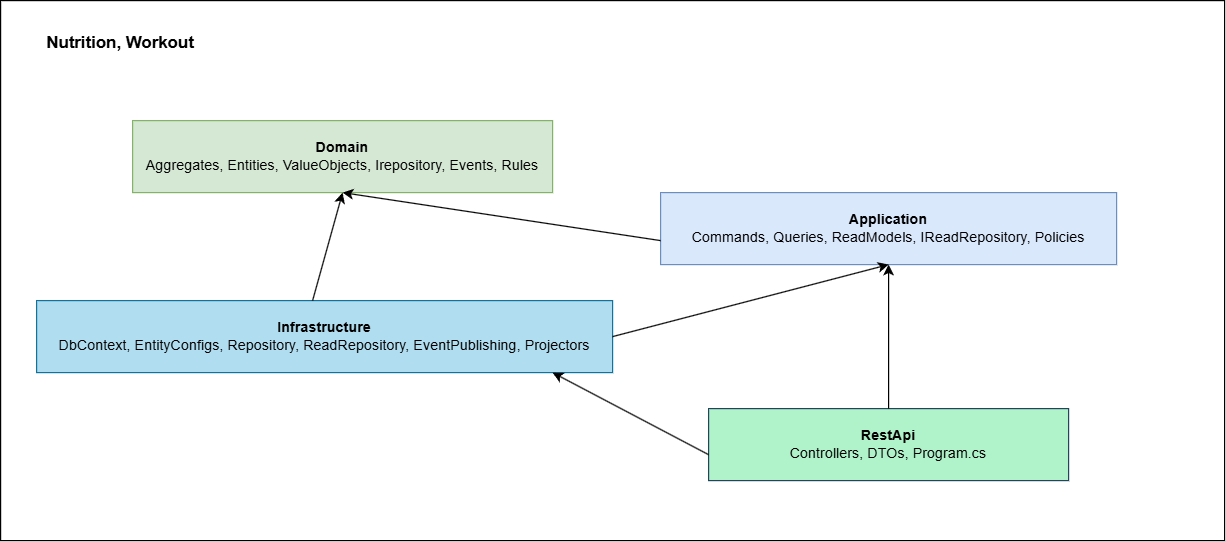 Nutrition, Workout
Domain
Aggregates, Entities, ValueObjects, Irepository, Events, Rules
Application
Commands, Queries, ReadModels, IReadRepository, Policies
Infrastructure
DbContext, EntityConfigs, Repository, ReadRepository, EventPublishing, Projectors
RestApi
Controllers, DTOs, Program.cs